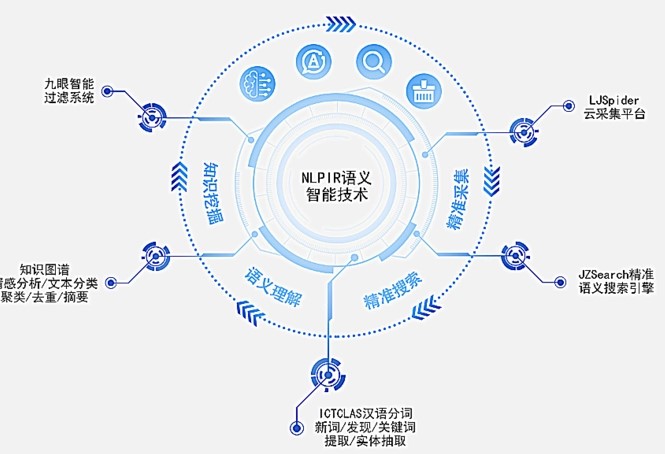 九眼智能
过滤系统
LJSpider
云采集平台
A
NLPIR语义
智能技术
知识挖掘
精准采集
语义理解
精准搜索
知识图谱
情感分析/文本分类
聚类/去重/摘要
JZSearch精准
语义搜索引擎
ICTCLAS汉语分词
新词/发现/关键词
提取/实体抽取